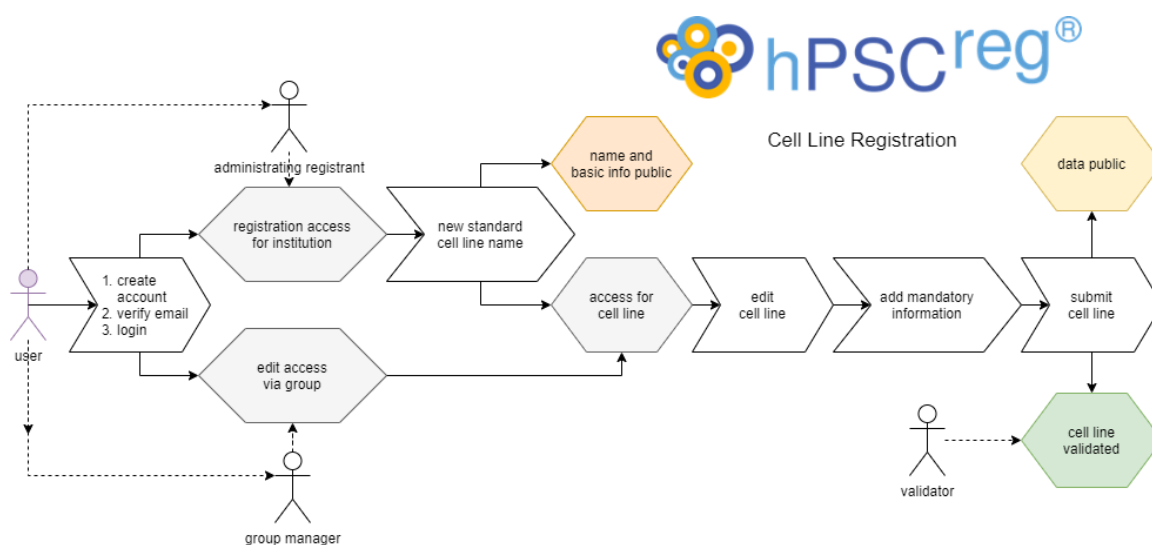 hPSCreg®
Cell Line Registration
administrating registrant
name and
basic info public
data public
registration access
for institution
new standard
cell line name
1. create
account
2. verify email
3. login
user
access for
cell line
edit
cell line
add mandatory
information
submit
cell line
edit access
via group
cell line
validated
validator
group manager